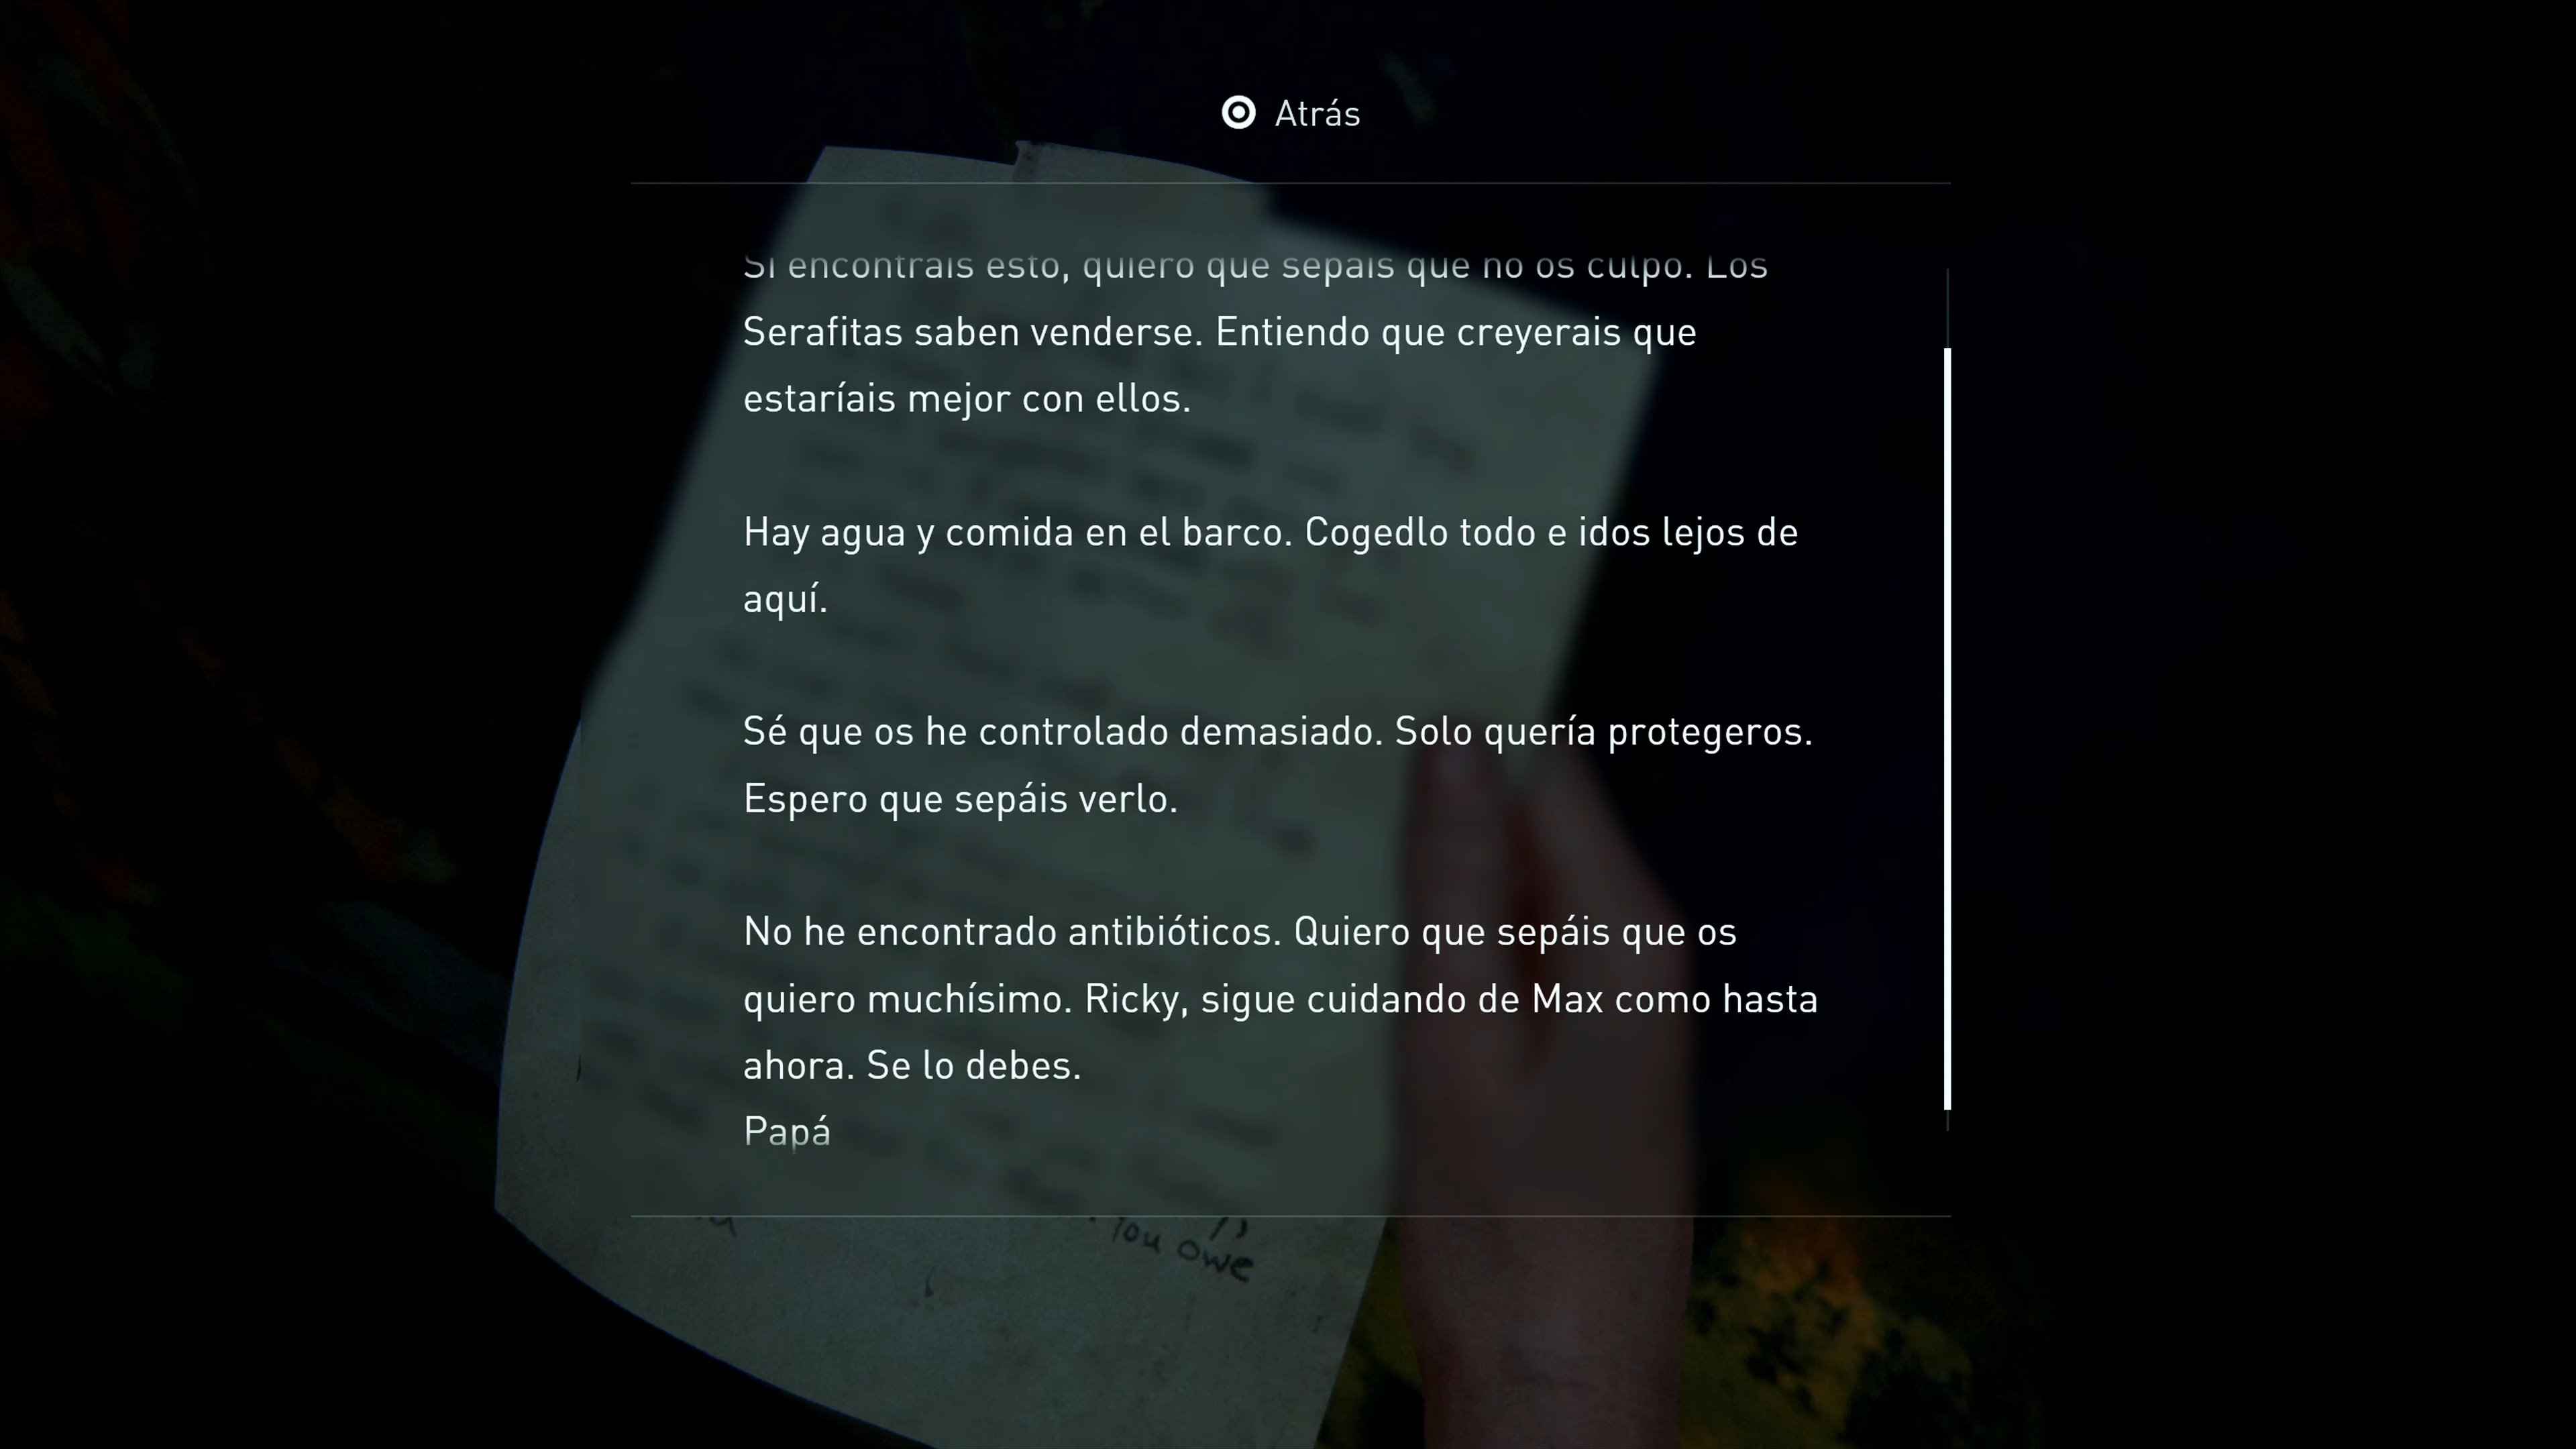 Atrás
Si encontráis esto, quiero que sepáis que no os culpo. Los
Serafitas saben venderse. Entiendo que creyerais que
estaríais mejor con ellos.
Hay agua y comida en el barco. Cogedlo todo e idos lejos de
aquí.
Sé que os he controlado demasiado. Solo quería protegeros.
Espero que sepáis verlo.
No he encontrado antibióticos. Quiero que sepáis que os
quiero muchísimo. Ricky, sigue cuidando de Max como hasta
ahora. Se lo debes.
Papá
You owe